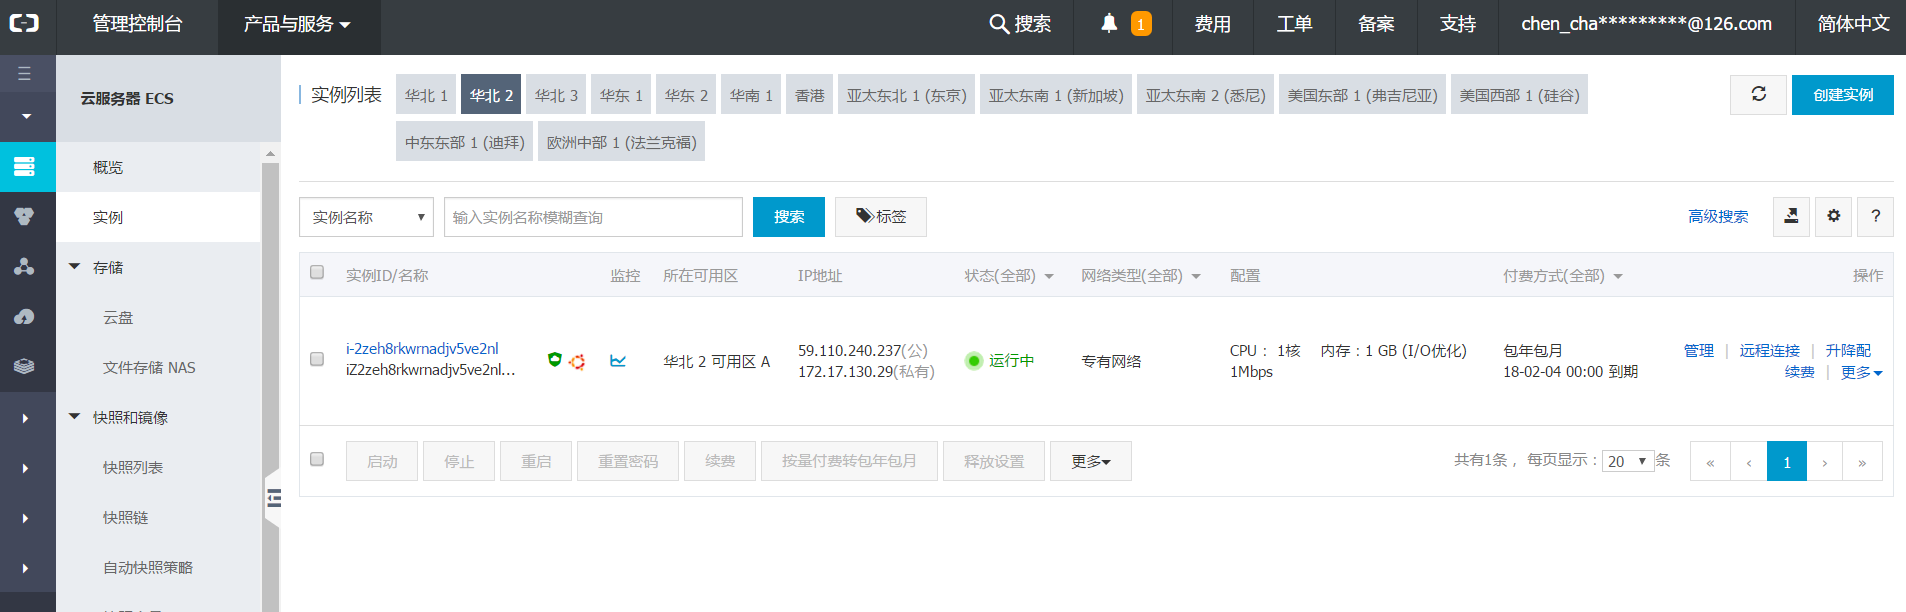 管理控制台 产品与服务 搜索 1 费用 工单 备案 支持 chen_cha*********@126.com 简体中文
云服务器 ECS
概览
实例
存储
云盘
文件存储 NAS
快照和镜像
快照列表
快照链
自动快照策略
实例列表 华北 1 华北 2 华北 3 华东 1 华东 2 华南 1 香港 亚太东北 1 (东京) 亚太东南 1 (新加坡) 亚太东南 2 (悉尼) 美国东部 1 (弗吉尼亚) 美国西部 1 (硅谷) 创建实例
中东东部 1 (迪拜) 欧洲中部 1 (法兰克福)
实例名称 输入实例名称模糊查询 搜索 标签 高级搜索 ?
实例ID/名称 监控 所在可用区 IP地址 状态(全部) 网络类型(全部) 配置 付费方式(全部) 操作
i-2zeh8rkwrnadjv5ve2nl
iZ2zeh8rkwrnadjv5ve2nl...
华北 2 可用区 A
59.110.240.237(公)
172.17.130.29(私有)
运行中
专有网络
CPU： 1核 内存：1 GB (I/O优化)
1Mbps
包年包月
18-02-04 00:00 到期
管理 | 远程连接 | 升降配
续费 | 更多
启动 停止 重启 重置密码 续费 按量付费转包年包月 释放设置 更多 共有1条， 每页显示：20 条 « ‹ 1 › »